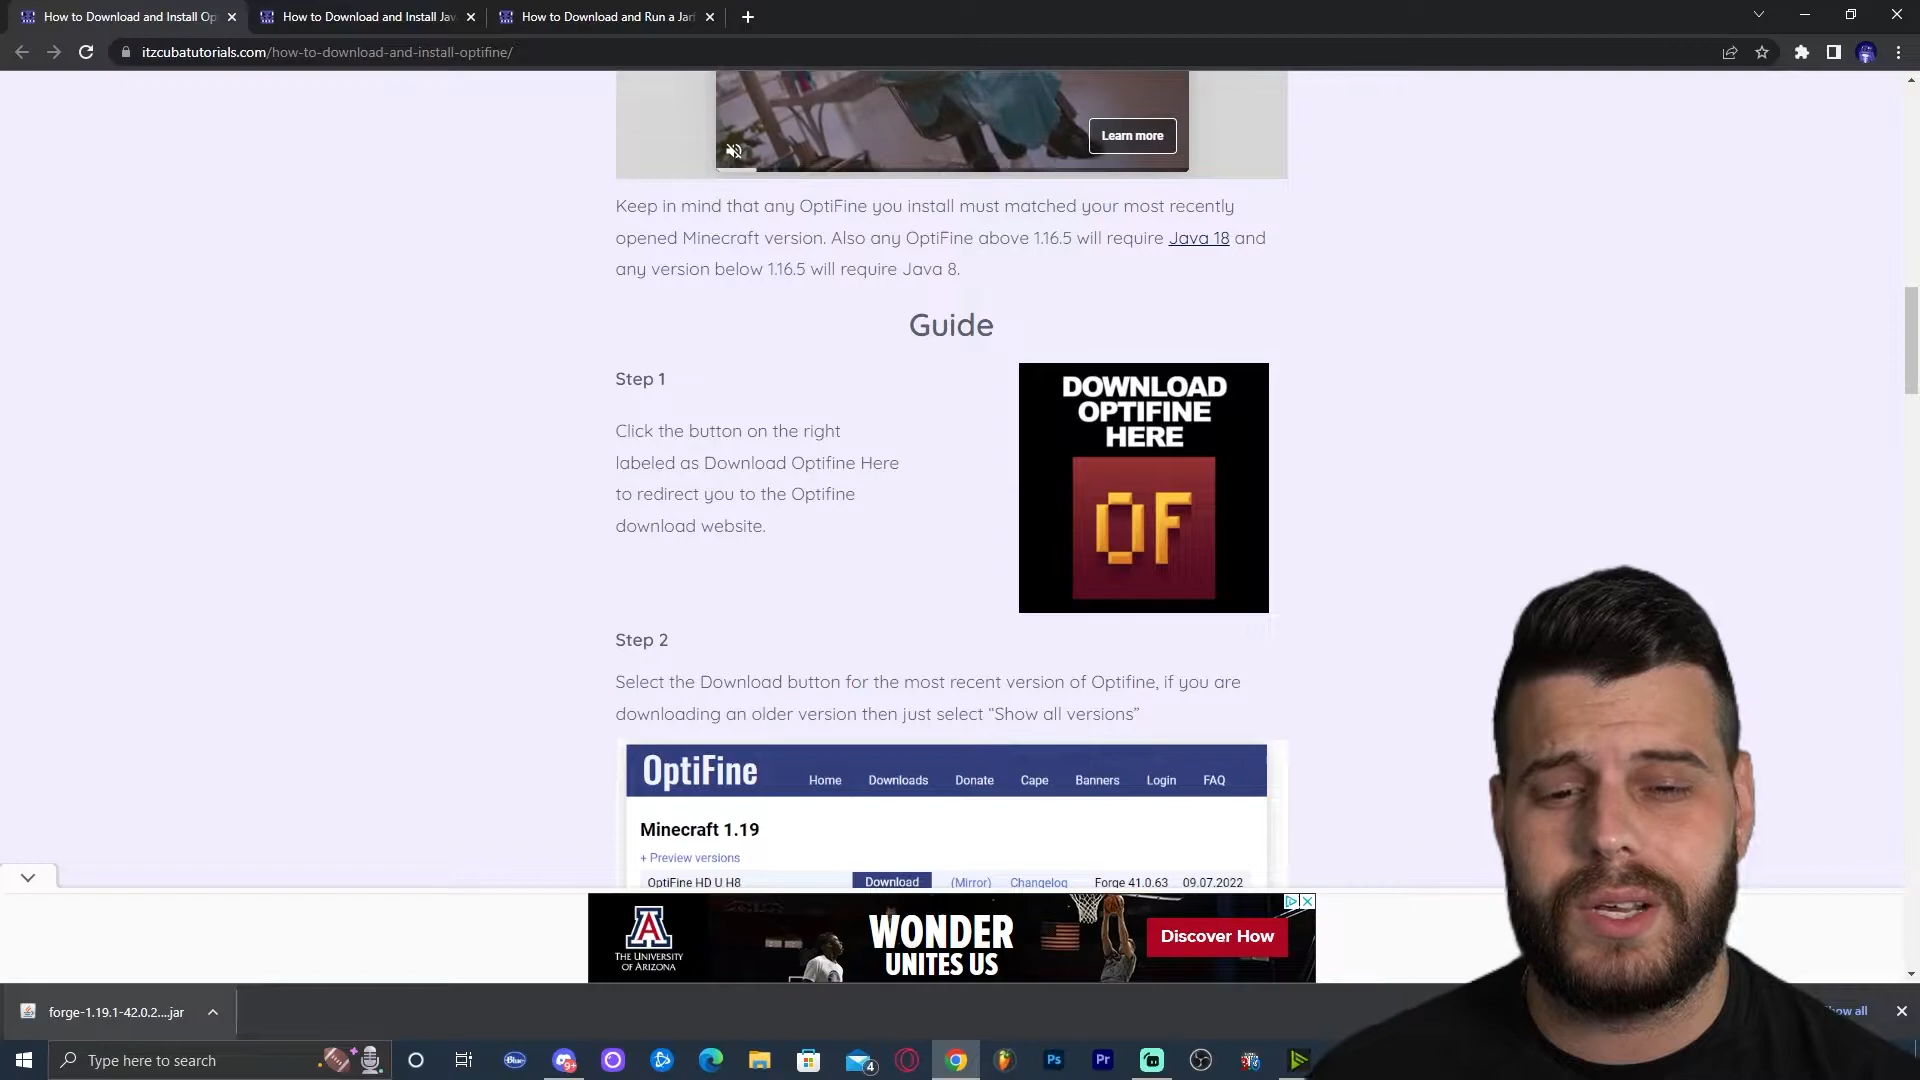 How to Download and Install Op
How to Download and Install Jav
How to Download and Run a Jar
itzcubatutorials.com/how-to-download-and-install-optifine/
Learn more
Keep in mind that any OptiFine you install must matched your most recently
opened Minecraft version. Also any OptiFine above 1.16.5 will require Java 18 and
any version below 1.16.5 will require Java 8.
Guide
Step 1
Click the button on the right
labeled as Download Optifine Here
to redirect you to the Optifine
download website.
DOWNLOAD
OPTIFINE
HERE
OF
Step 2
Select the Download button for the most recent version of Optifine, if you are
downloading an older version then just select “Show all versions”
OptiFine
Home Downloads Donate Cape Banners Login FAQ
Minecraft 1.19
+ Preview versions
OptiFine HD U H8 Download (Mirror) Changelog Forge 41.0.63 09.07.2022
A
THE UNIVERSITY
OF ARIZONA
WONDER
UNITES US
Discover How
forge-1.19.1-42.0.2....jar
ow all
Type here to search
Blue
9+
4
Ps
Pr